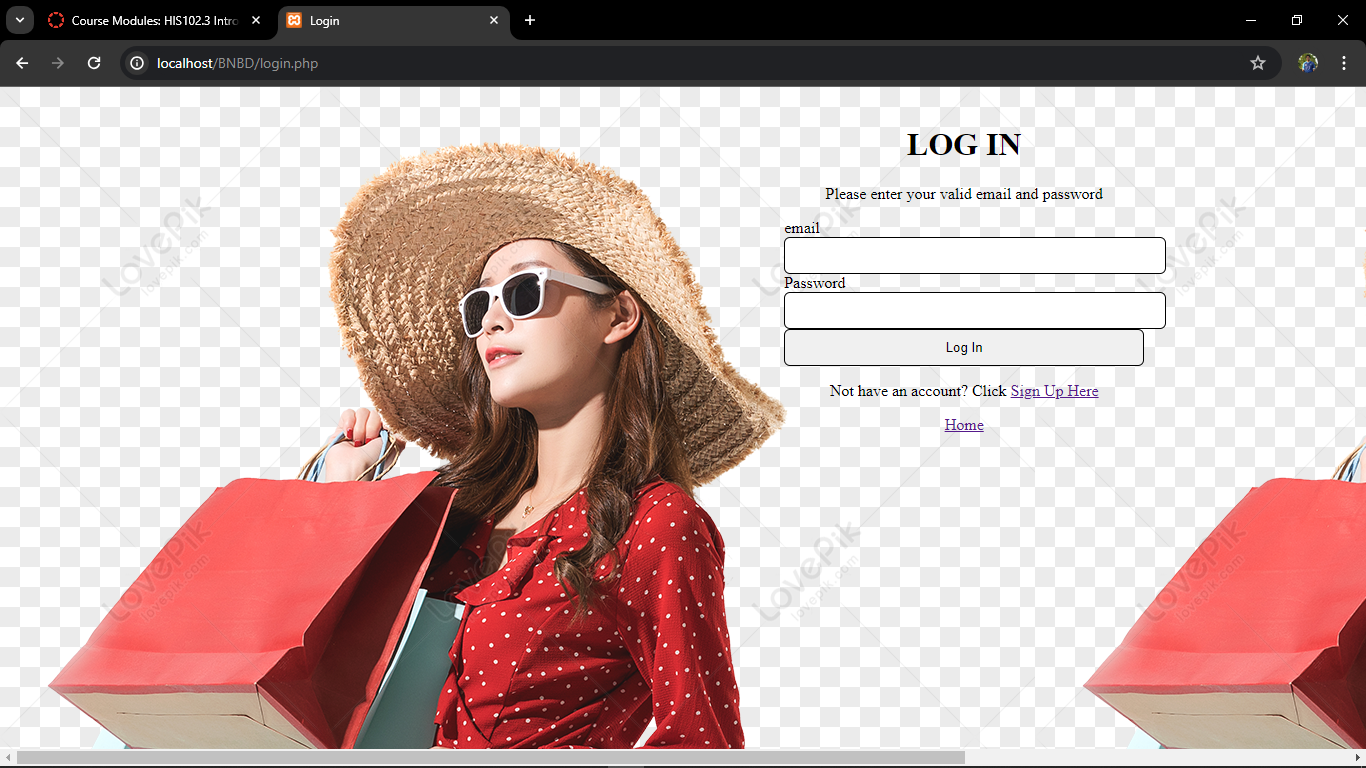 Course Modules: HIS102.3 Intro
Login
localhost/BNBD/login.php
LOG IN
Please enter your valid email and password
email
Password
Log In
Not have an account? Click Sign Up Here
Home
LovePik
lovepik.com
LovePik
lovepik.com
LovePik
lovepik.com
LovePik
lovepik.com
LovePik
lovepik.com
LovePik
lovepik.com